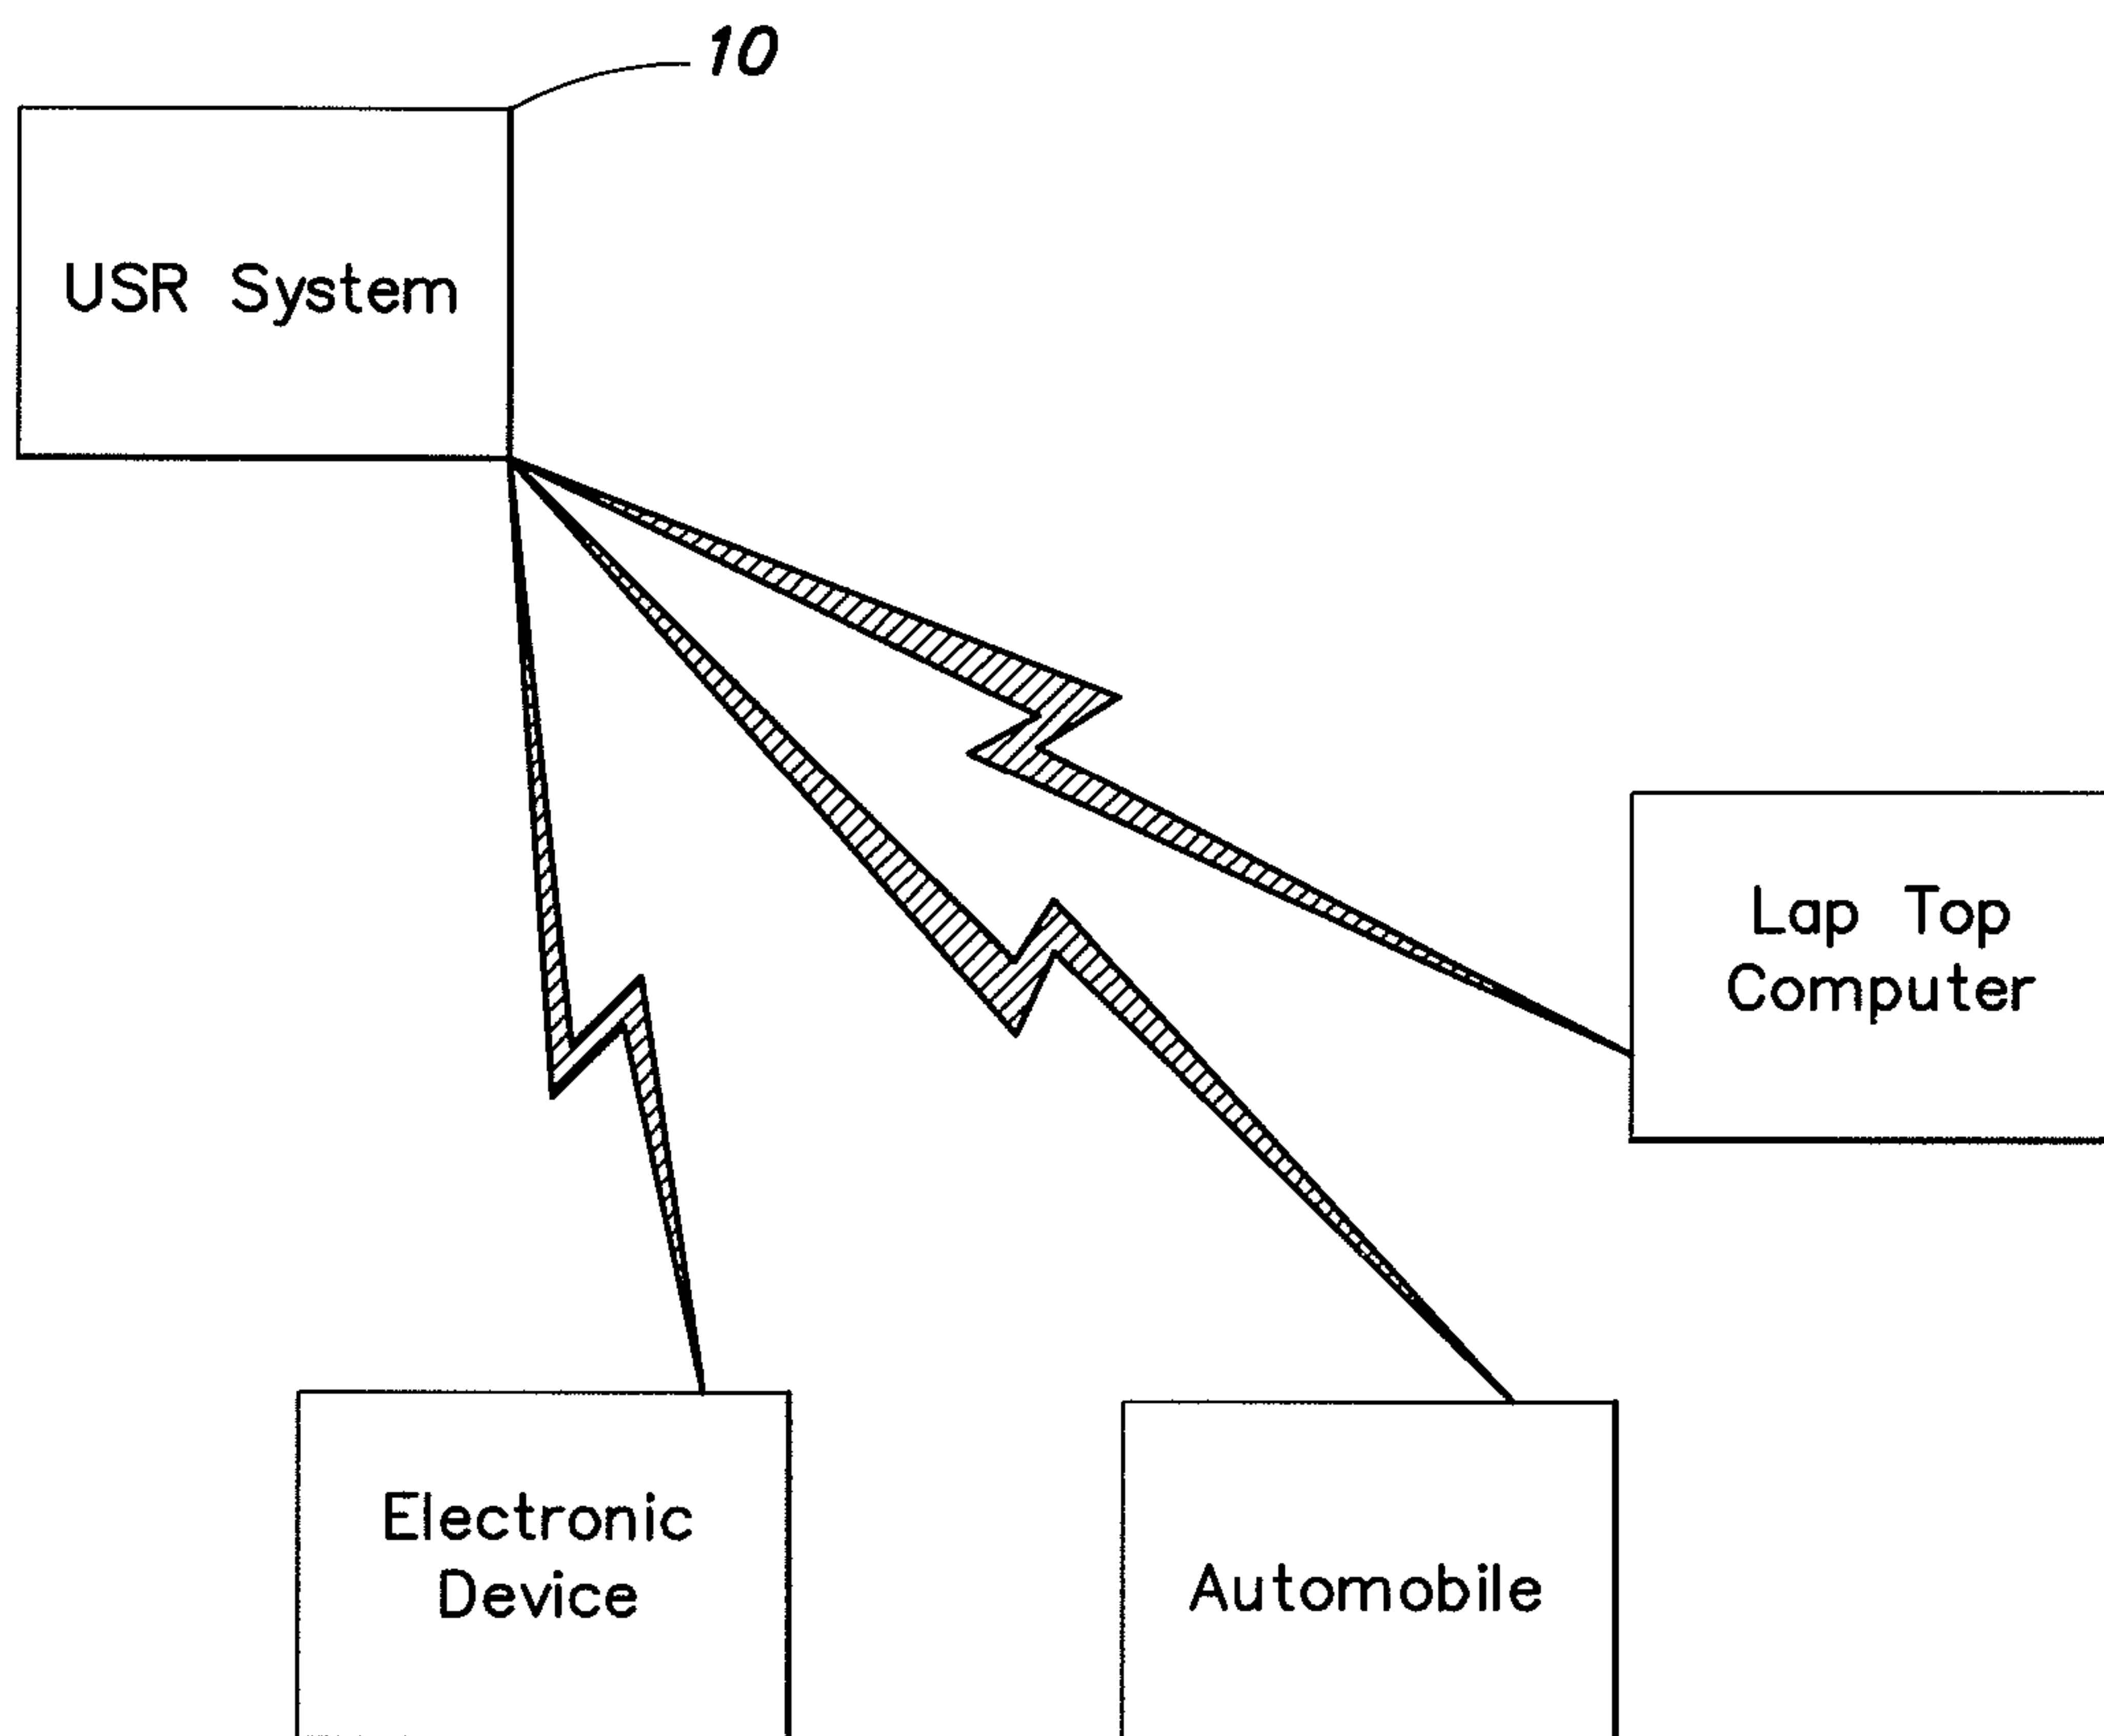 10
USR System
Lap Top
Computer
Electronic
Device
Automobile